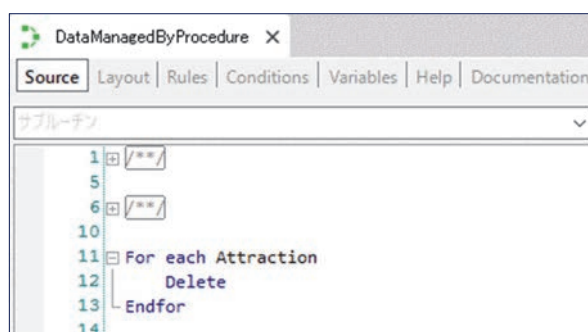 DataManagedByProcedure ×
Source Layout Rules Conditions Variables Help Documentation
サブルーチン
1 /**/
5
6 /**/
10
11 For each Attraction
12 Delete
13 Endfor
14